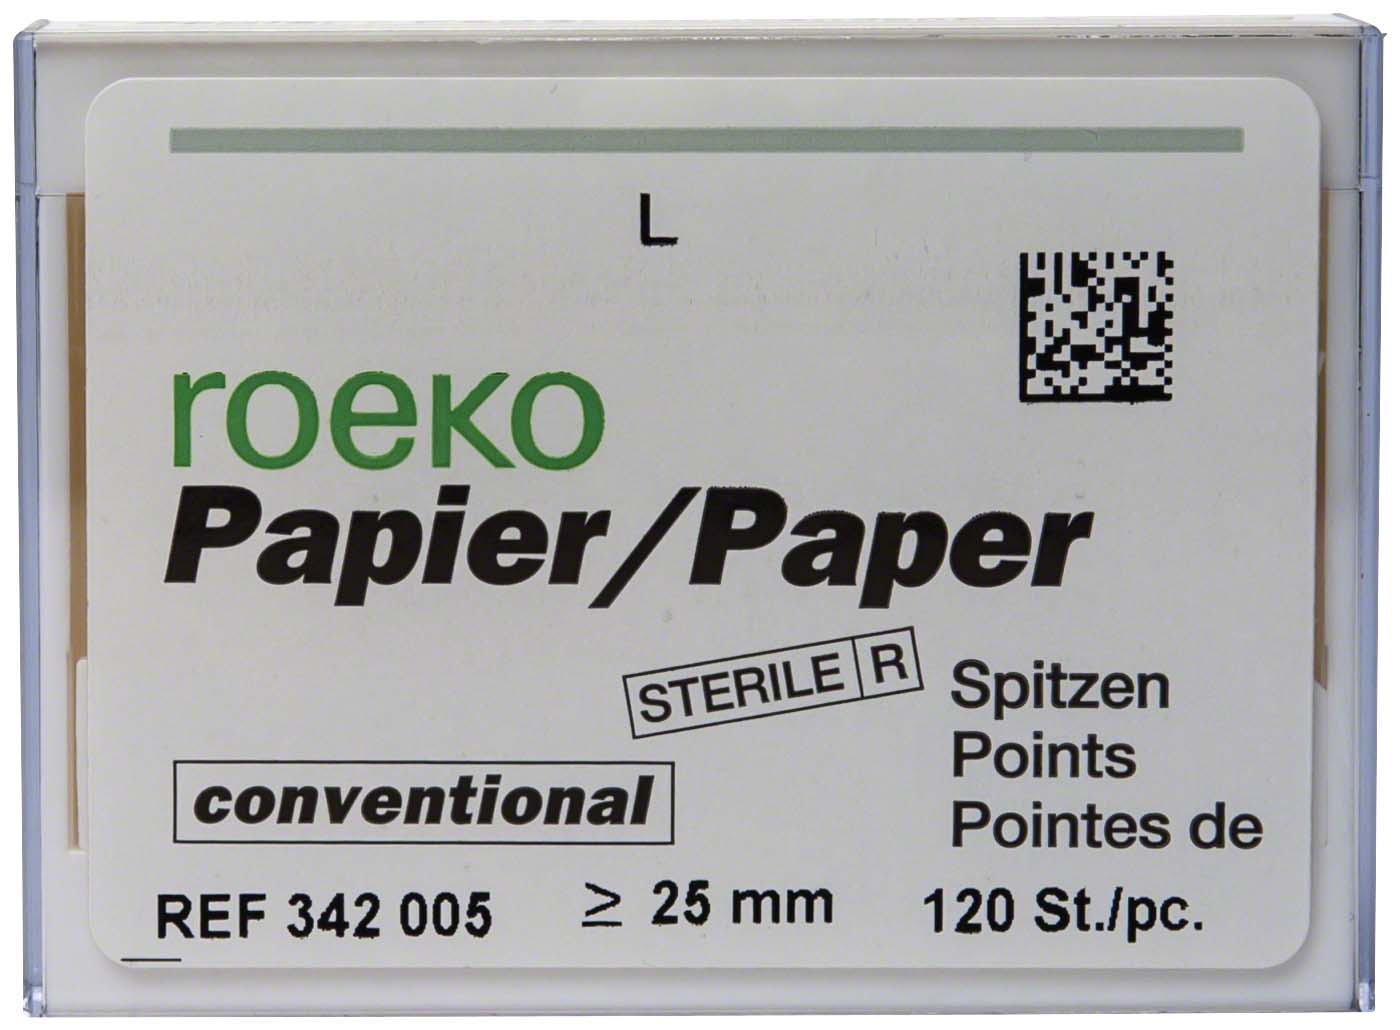 L
roeko
Papier/Paper
STERILE R
Spitzen
Points
Pointes de
conventional
REF 342 005 ≥ 25 mm 120 St./pc.